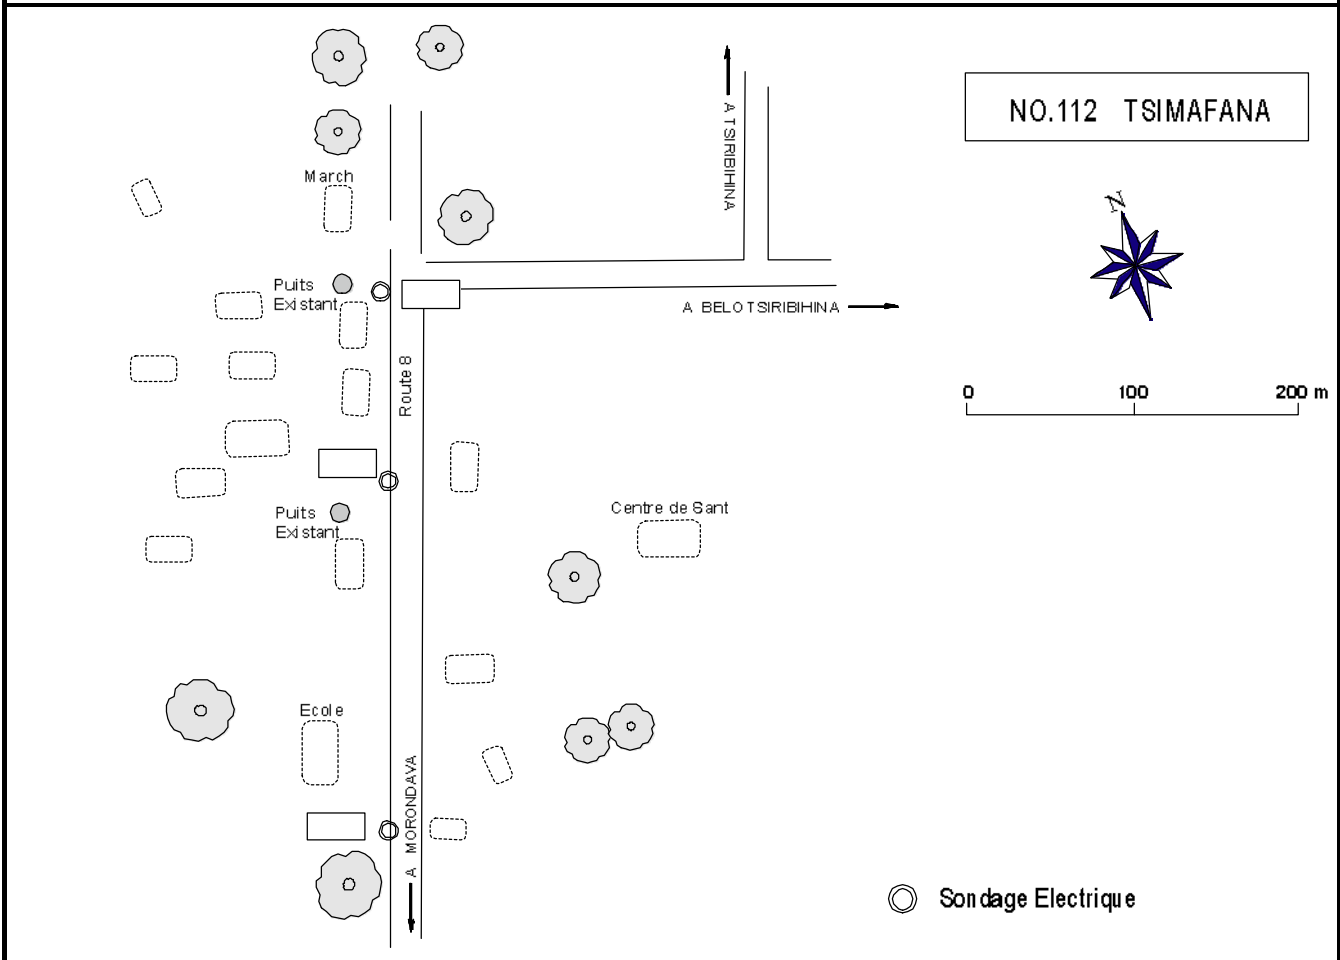 NO.112 TSIMAFANA
A TSIRIBIHINA
March
N
Puits
Existant
A BELOTSIRIBIHINA
Route 8
0 100 200 m
Puits
Existant
Centre de Sant
Ecole
A MORONDAVA
Sondage Electrique